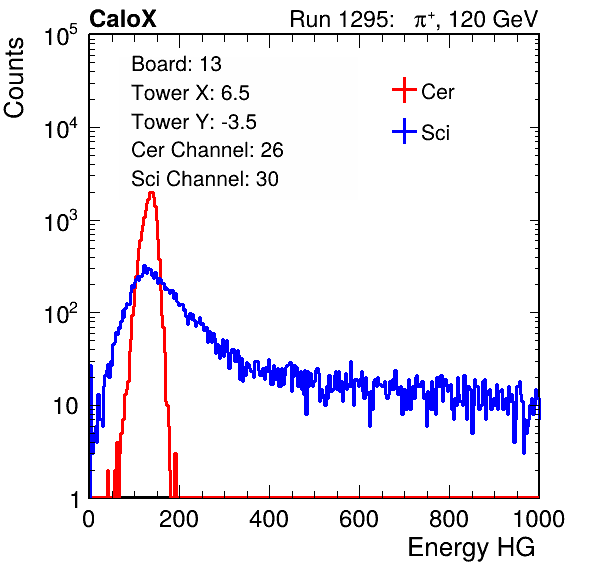 CaloX Run 1295: π⁺, 120 GeV
Counts
10⁵
10⁴
10³
10²
10
1
Board: 13
Tower X: 6.5
Tower Y: -3.5
Cer Channel: 26
Sci Channel: 30
Cer
Sci
0 200 400 600 800 1000
Energy HG